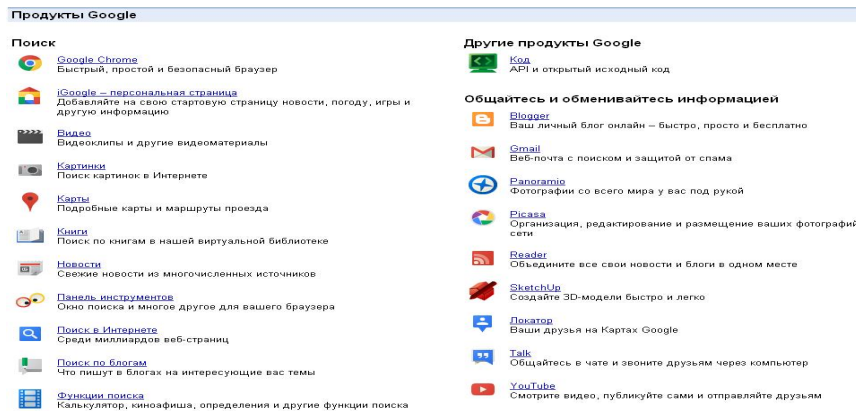 Продукты Google
Поиск
Google Chrome
Быстрый, простой и безопасный браузер
iGoogle – персональная страница
Добавляйте на свою стартовую страницу новости, погоду, игры и
другую информацию
Видео
Видеоклипы и другие видеоматериалы
Картинки
Поиск картинок в Интернете
Карты
Подробные карты и маршруты проезда
Книги
Поиск по книгам в нашей виртуальной библиотеке
Новости
Свежие новости из многочисленных источников
Панель инструментов
Окно поиска и многое другое для вашего браузера
Поиск в Интернете
Среди миллиардов веб-страниц
Поиск по блогам
Что пишут в блогах на интересующие вас темы
Функции поиска
Калькулятор, киноафиша, определения и другие функции поиска
Другие продукты Google
Код
API и открытый исходный код
Общайтесь и обменивайтесь информацией
Blogger
Ваш личный блог онлайн – быстро, просто и бесплатно
Gmail
Веб-почта с поиском и защитой от спама
Panoramio
Фотографии со всего мира у вас под рукой
Picasa
Организация, редактирование и размещение ваших фотографий
сети
Reader
Объедините все свои новости и блоги в одном месте
SketchUp
Создайте 3D-модели быстро и легко
Локатор
Ваши друзья на Картах Google
Talk
Общайтесь в чате и звоните друзьям через компьютер
YouTube
Смотрите видео, публикуйте сами и отправляйте друзьям